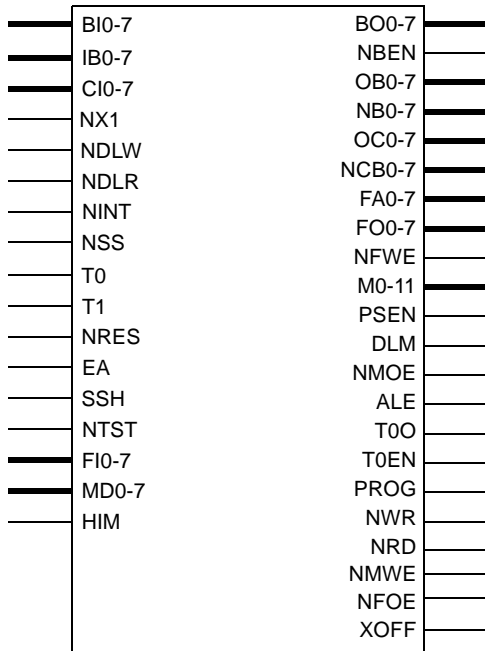 BI0-7
IB0-7
CI0-7
NX1
NDLW
NDLR
NINT
NSS
T0
T1
NRES
EA
SSH
NTST
FI0-7
MD0-7
HIM
BO0-7
NBEN
OB0-7
NB0-7
OC0-7
NCB0-7
FA0-7
FO0-7
NFWE
M0-11
PSEN
DLM
NMOE
ALE
T0O
T0EN
PROG
NWR
NRD
NMWE
NFOE
XOFF